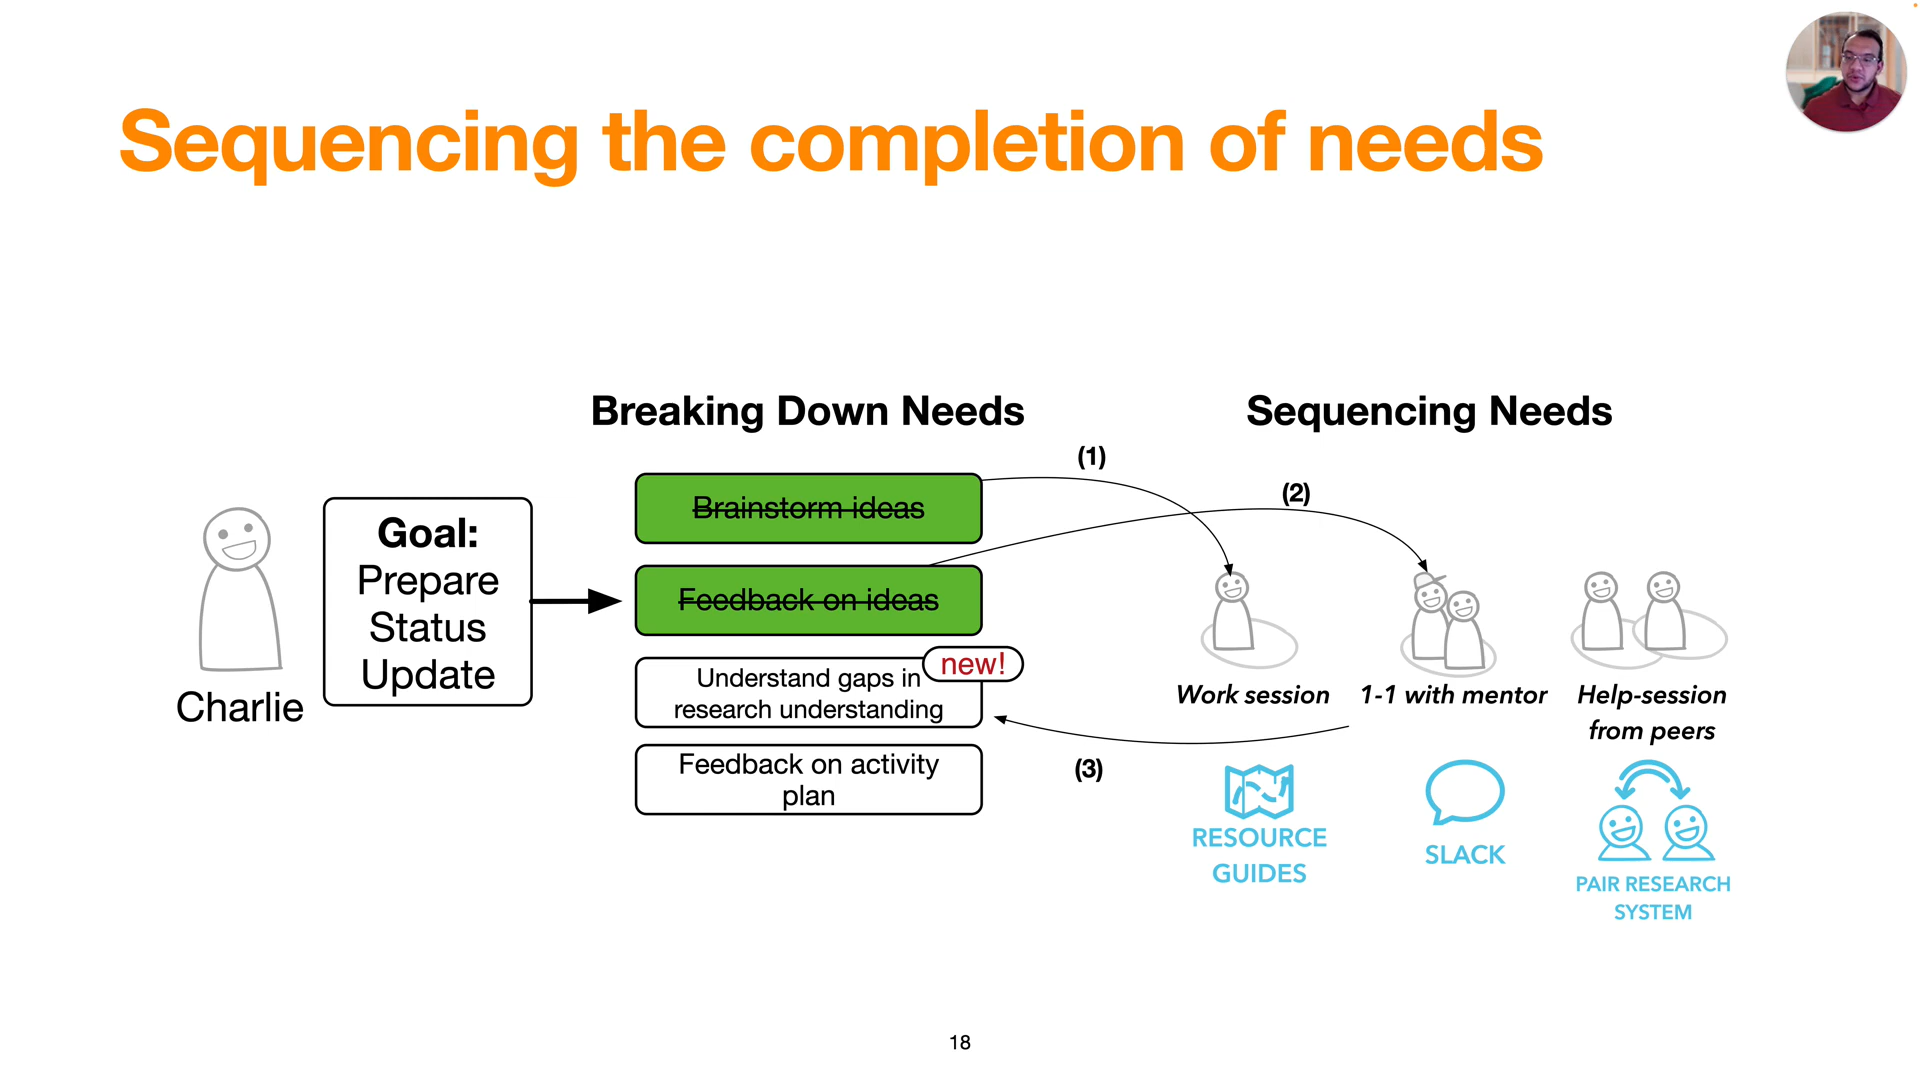 Sequencing the completion of needs
Breaking Down Needs
Sequencing Needs
(1)
(2)
Goal:
Prepare
Status
Update
Charlie
Brainstorm ideas
Feedback on ideas
new!
Understand gaps in
research understanding
Feedback on activity
plan
(3)
Work session
1-1 with mentor
Help-session
from peers
RESOURCE
GUIDES
SLACK
PAIR RESEARCH
SYSTEM
18